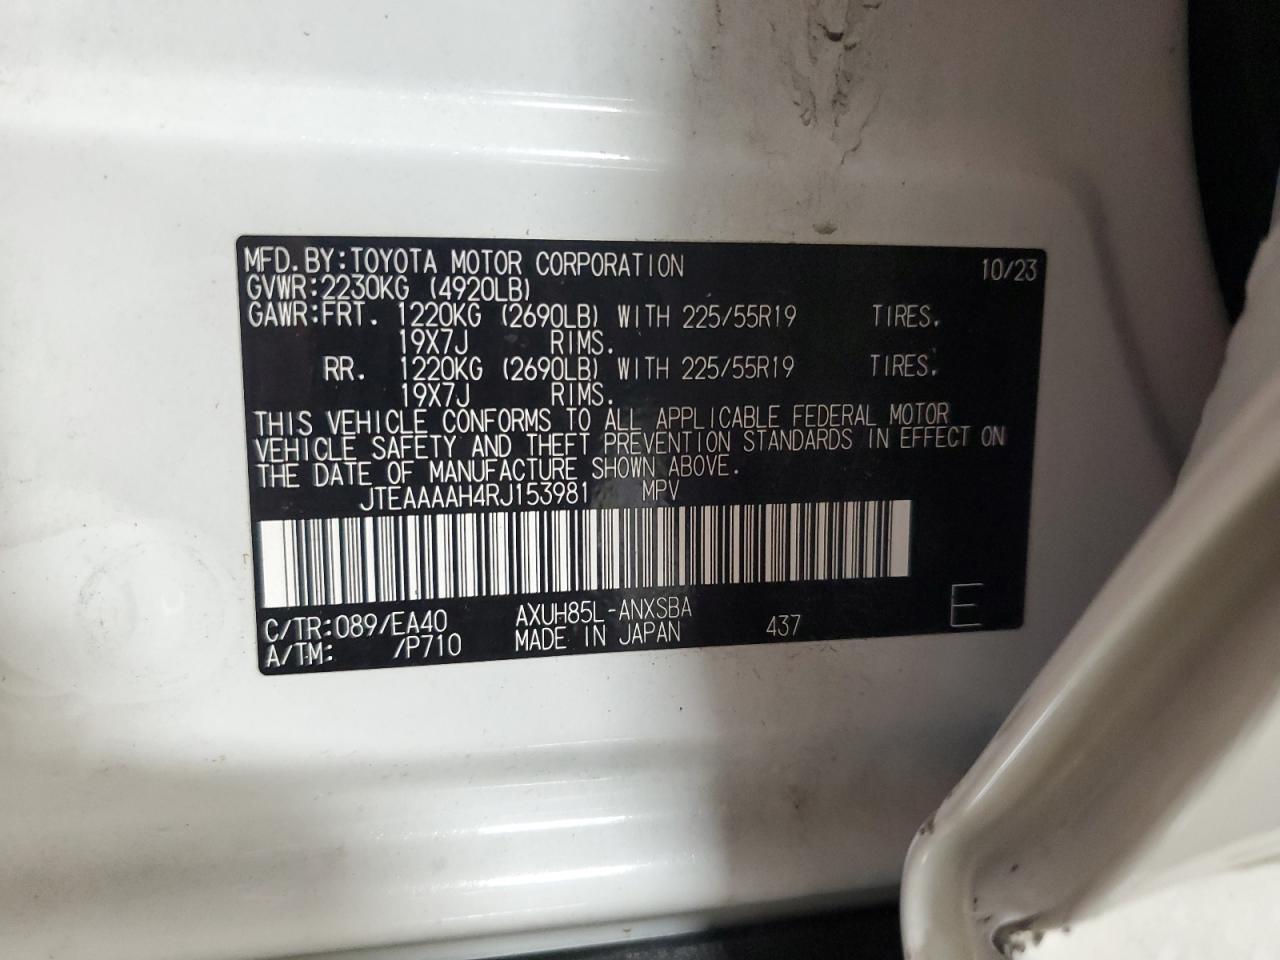 MFD.BY:TOYOTA MOTOR CORPORATION 10/23
GVWR:2230KG (4920LB)
GAWR:FRT. 1220KG (2690LB) WITH 225/55R19 TIRES.
19X7J RIMS.
RR. 1220KG (2690LB) WITH 225/55R19 TIRES.
19X7J RIMS.
THIS VEHICLE CONFORMS TO ALL APPLICABLE FEDERAL MOTOR
VEHICLE SAFETY AND THEFT PREVENTION STANDARDS IN EFFECT ON
THE DATE OF MANUFACTURE SHOWN ABOVE.
JTEAAAAH4RJ153981 MPV
C/TR:089/EA40 AXUH85L-ANXSBA
A/TM: /P710 MADE IN JAPAN 437 E